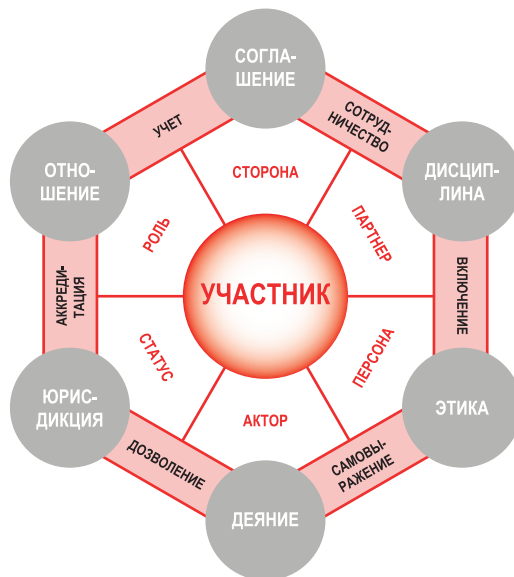 СОГЛА-
ШЕНИЕ
УЧЕТ
СОТРУД-
НИЧЕСТВО
ОТНО-
ШЕНИЕ
СТОРОНА
ДИСЦИП-
ЛИНА
РОЛЬ
ПАРТНЕР
АККРЕДИ-
ТАЦИЯ
УЧАСТНИК
ВКЛЮЧЕНИЕ
СТАТУС
ПЕРСОНА
ЮРИС-
ДИКЦИЯ
АКТОР
ЭТИКА
ДОЗВОЛЕНИЕ
САМОВЫ-
РАЖЕНИЕ
ДЕЯНИЕ